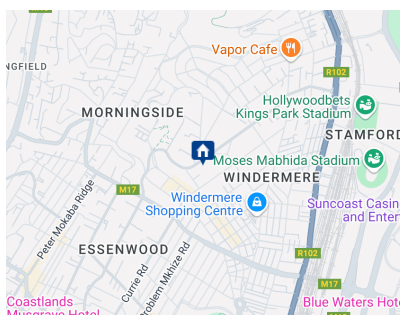 Vapor Cafe
NGFIELD
R102
Hollywoodbets
Kings Park Stadium
MORNINGSIDE
STAMFORD
Moses Mabhida Stadium
WINDERMERE
M17
Windermere
Shopping Centre
Suncoast Casin
and Enter
Peter Mokaba Ridge
ESSENWOOD
R102
Currie Rd
Problem Mkhize Rd
M17
Coastlands
Musgrave Hotel
Blue Waters Hot